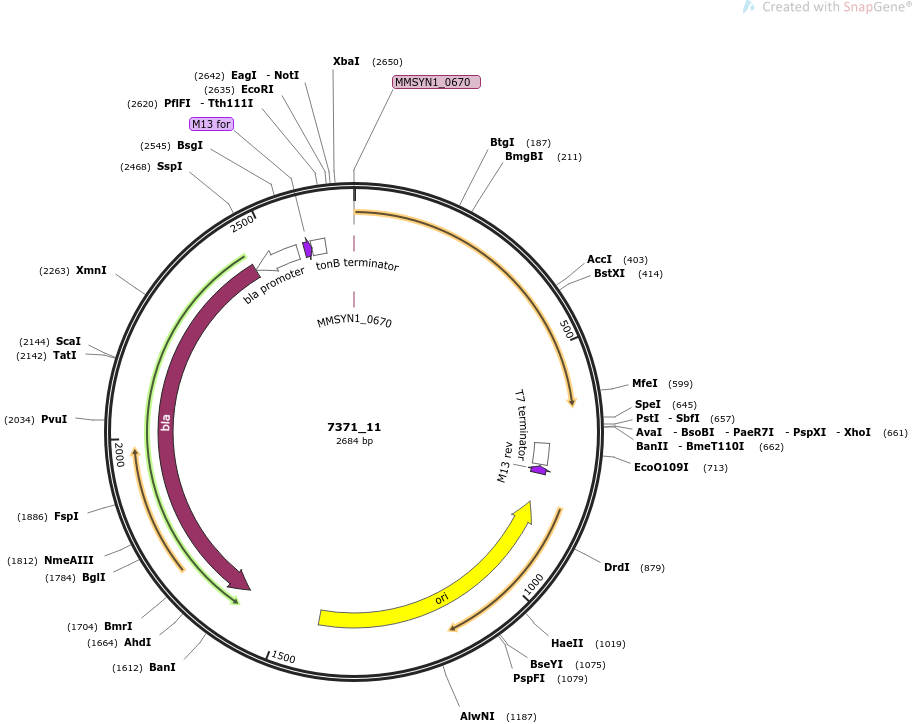 Created with SnapGene®
XbaI (2650)
(2642) EagI - NotI
MMSYN1_0670
(2635) EcoRI
(2620) PflFI - Tth111I
M13 for
BtgI (187)
(2545) BsgI
BmgBI (211)
(2468) SspI
2500
AccI (403)
tonB terminator
(2263) XmnI
BstXI (414)
bla promoter
MMSYN1_0670
500
(2144) ScaI
(2142) TatI
MfeI (599)
SpeI (645)
(2034) PvuI
PstI - SbfI (657)
bla
7371_11
T7 terminator
AvaI - BsoBI - PaeR7I - PspXI - XhoI (661)
2684 bp
BanII - BmeT110I (662)
2000
M13 rev
EcoO109I (713)
(1886) FspI
(1812) NmeAIII
DrdI (879)
(1784) BglI
1000
ori
(1704) BmrI
(1664) AhdI
HaeII (1019)
1500
(1612) BanI
BseYI (1075)
PspFI (1079)
AlwNI (1187)